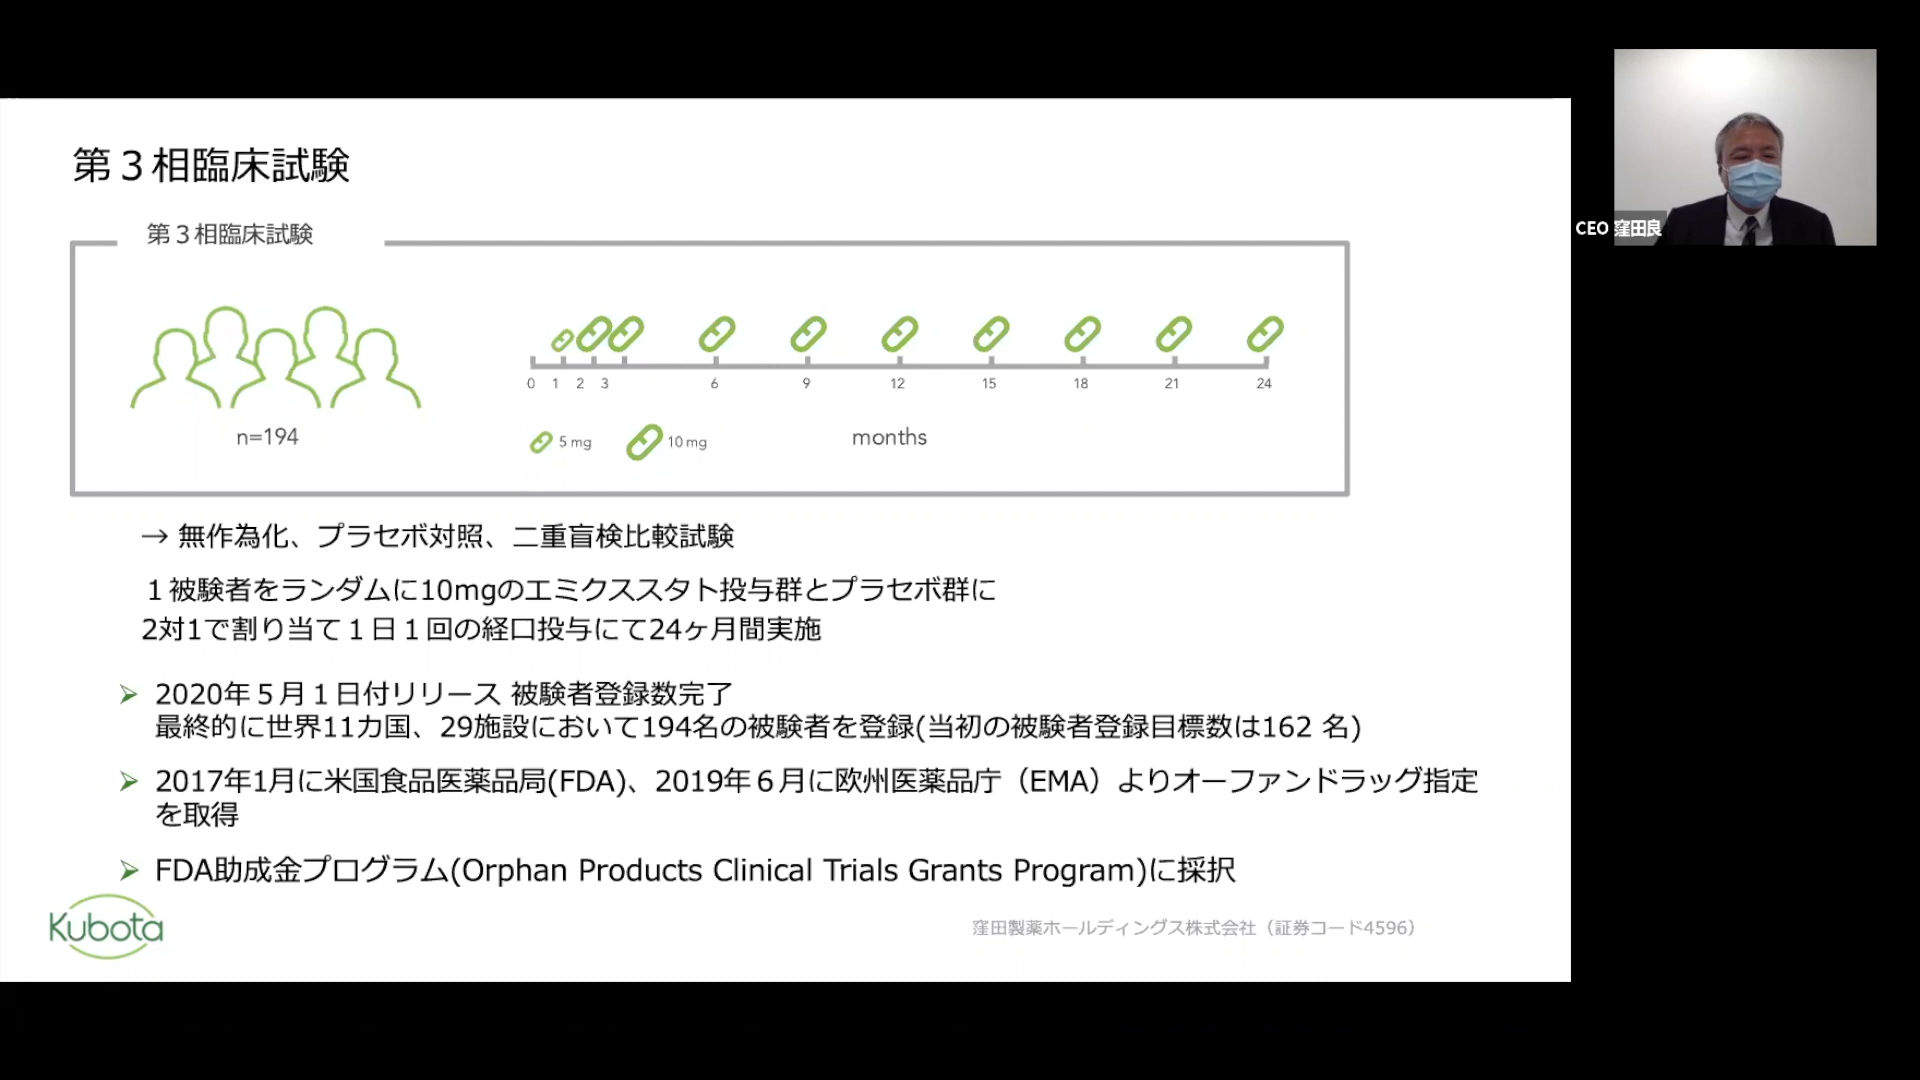 第３相臨床試験
第３相臨床試験
0 1 2 3 6 9 12 15 18 21 24
n=194
5 mg 10 mg months
→ 無作為化、プラセボ対照、二重盲検比較試験
１被験者をランダムに10mgのエミクススタト投与群とプラセボ群に
2対1で割り当て１日１回の経口投与にて24ヶ月間実施
2020年５月１日付リリース 被験者登録数完了
最終的に世界11カ国、29施設において194名の被験者を登録(当初の被験者登録目標数は162 名)
2017年1月に米国食品医薬品局(FDA)、2019年６月に欧州医薬品庁（EMA）よりオーファンドラッグ指定
を取得
FDA助成金プログラム(Orphan Products Clinical Trials Grants Program)に採択
Kubota
窪田製薬ホールディングス株式会社（証券コード4596）
CEO 窪田良